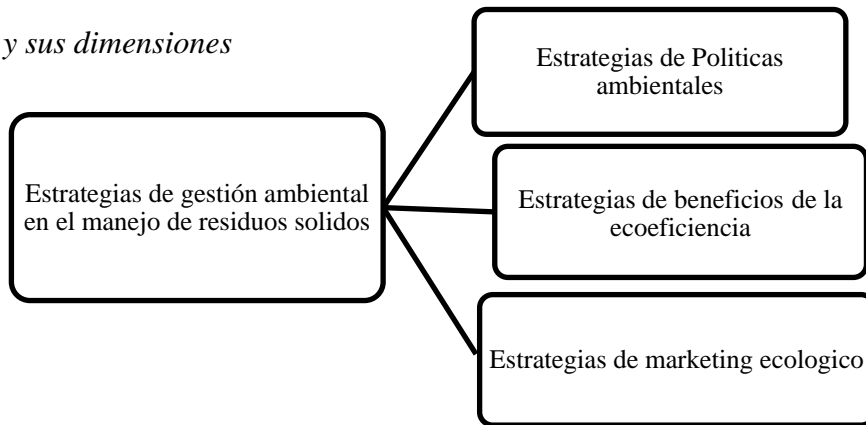 y sus dimensiones
Estrategias de Politicas
ambientales
Estrategias de gestión ambiental
en el manejo de residuos solidos
Estrategias de beneficios de la
ecoeficiencia
Estrategias de marketing ecologico